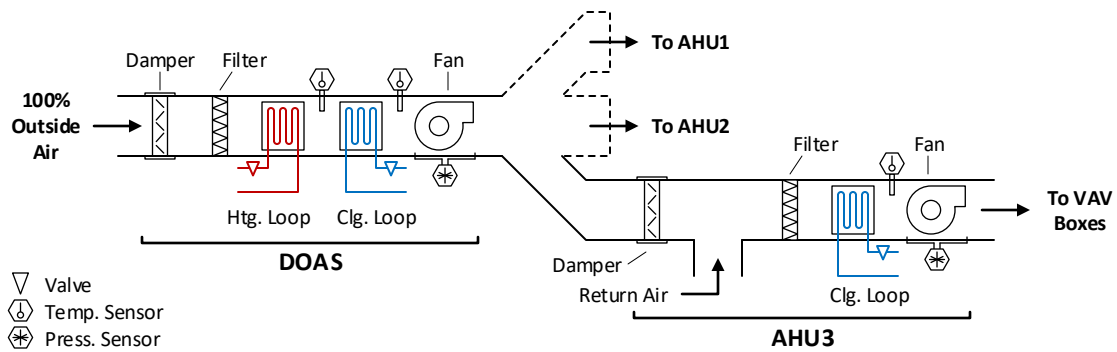 Damper
Filter
Fan
To AHU1
100%
Outside
Air
To AHU2
Filter
Fan
Htg. Loop
Clg. Loop
To VAV
Boxes
DOAS
Damper
Valve
Return Air
Clg. Loop
Temp. Sensor
AHU3
Press. Sensor